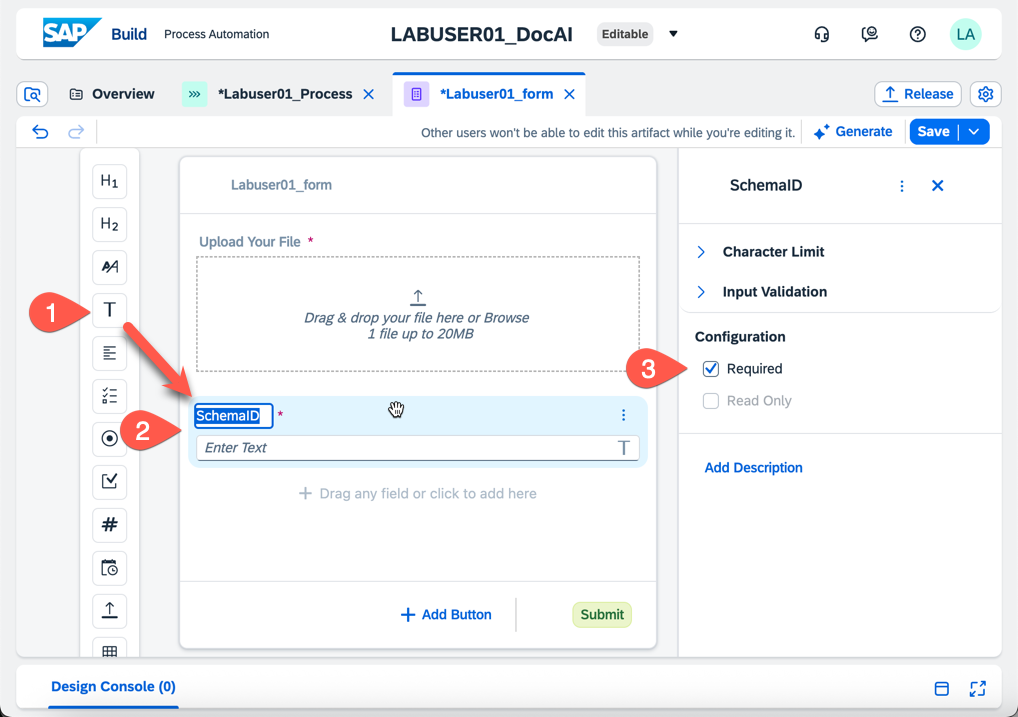 SAP Build Process Automation LABUSER01_DocAI Editable LA
Overview *Labuser01_Process *Labuser01_form Release
Other users won't be able to edit this artifact while you're editing it. Generate Save
H1
H2
T
#
1
2
3
Labuser01_form
Upload Your File *
Drag & drop your file here or Browse
1 file up to 20MB
SchemaID *
Enter Text T
+ Drag any field or click to add here
+ Add Button Submit
SchemaID
Character Limit
Input Validation
Configuration
Required
Read Only
Add Description
Design Console (0)